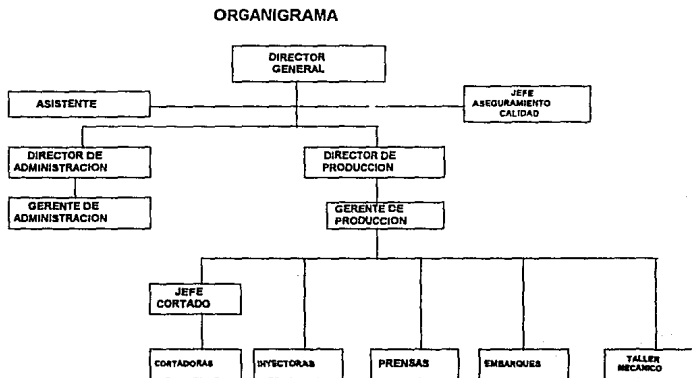 ORGANIGRAMA
DIRECTOR
GENERAL
ASISTENTE
JEFE
ASEGURAMIENTO
CALIDAD
DIRECTOR DE
ADMINISTRACION
DIRECTOR DE
PRODUCCION
GERENTE DE
ADMINISTRACION
GERENTE DE
PRODUCCION
JEFE
CORTADO
CORTADORAS
INYECTORAS
PRENSAS
EMBARQUES
TALLER
MECANICO